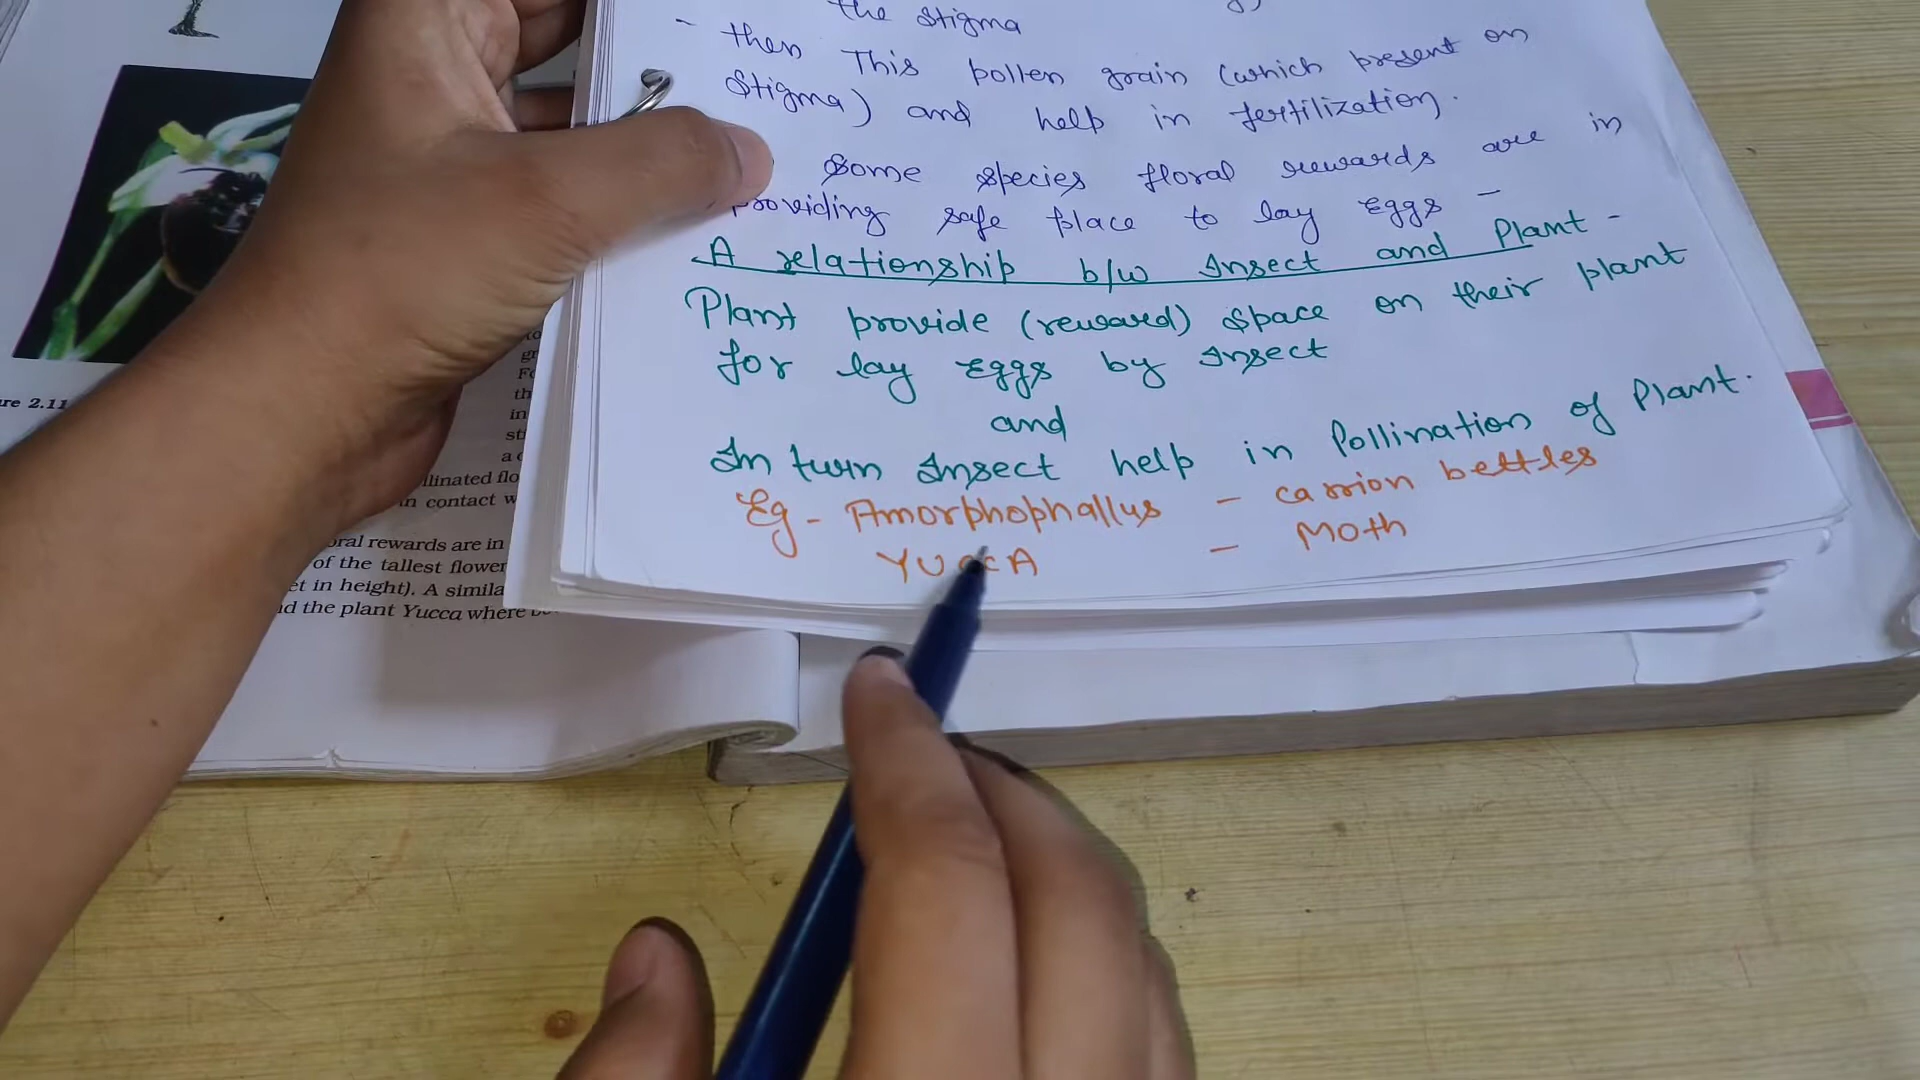 the stigma
- then This pollen grain (which present on
stigma) and help in fertilization.
Some species floral rewards are in
providing safe place to lay Eggs -
A relationship b/w Insect and Plant -
Plant provide (reward) space on their plant
for lay Eggs by Insect
and
In turn Insect help in Pollination of Plant.
Eg - Amorphophallus - carrion bettles
YUCCA - Moth
re 2.11
llinated flo
in contact w
oral rewards are in
of the tallest flower
et in height). A simila
nd the plant Yucca where